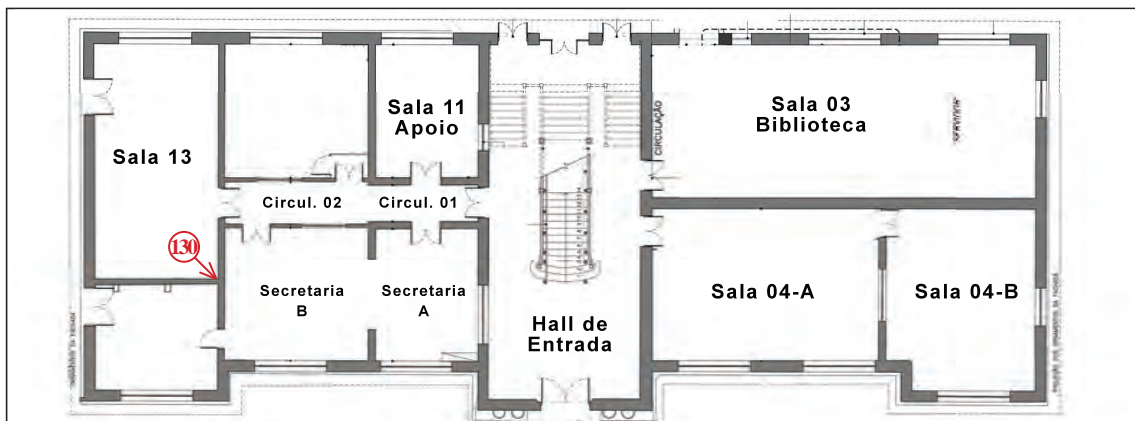 Sala 13
Sala 11
Apoio
Circul. 02
Circul. 01
130
Secretaria
B
Secretaria
A
Hall de
Entrada
CIRCULAÇÃO
Sala 03
Biblioteca
Sala 04-A
Sala 04-B